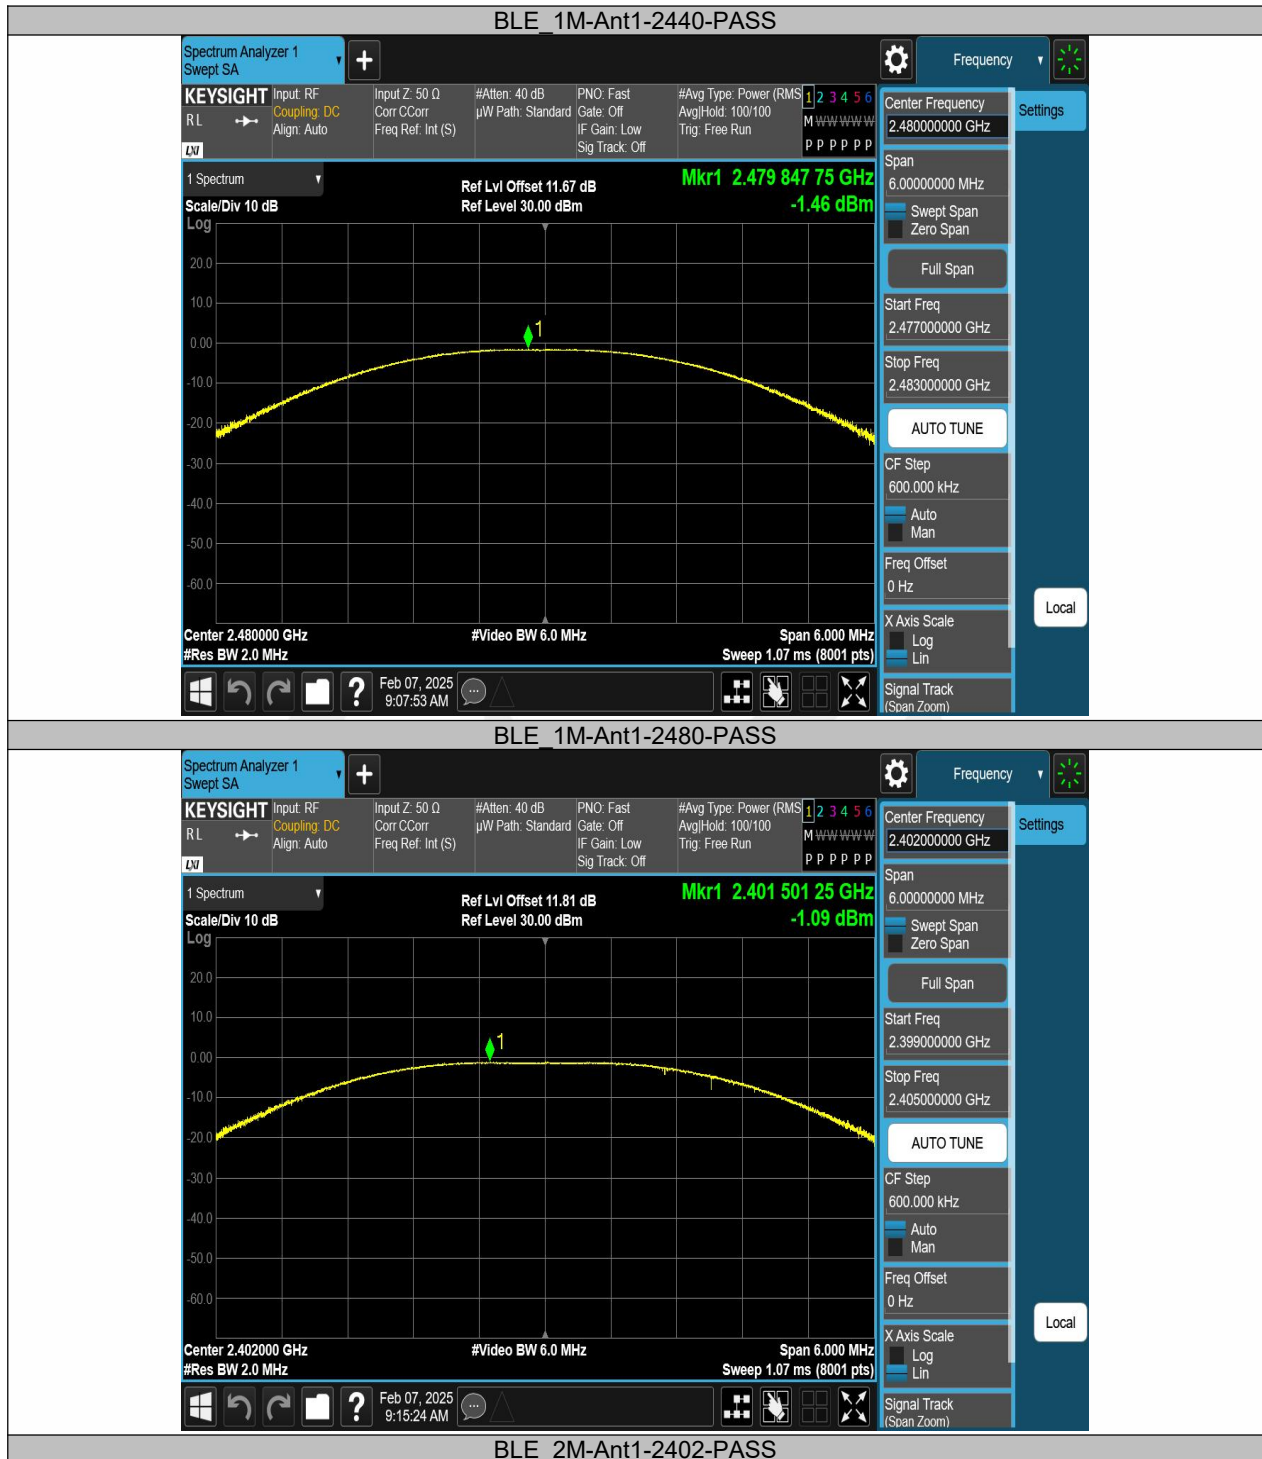 BLE_1M-Ant1-2440-PASS
Spectrum Analyzer 1
Swept SA
Frequency
KEYSIGHT
RL
LXI
Input: RF
Coupling: DC
Align: Auto
Input Z: 50 Ω
Corr CCorr
Freq Ref: Int (S)
#Atten: 40 dB
µW Path: Standard
PNO: Fast
Gate: Off
IF Gain: Low
Sig Track: Off
#Avg Type: Power (RMS
Avg|Hold: 100/100
Trig: Free Run
1 2 3 4 5 6
M W W W W W
P P P P P P
1 Spectrum
Scale/Div 10 dB
Ref Lvl Offset 11.67 dB
Ref Level 30.00 dBm
Mkr1 2.479 847 75 GHz
-1.46 dBm
Log
20.0
10.0
0.00
-10.0
-20.0
-30.0
-40.0
-50.0
-60.0
1
Center 2.480000 GHz
#Res BW 2.0 MHz
#Video BW 6.0 MHz
Span 6.000 MHz
Sweep 1.07 ms (8001 pts)
Feb 07, 2025
9:07:53 AM
Center Frequency
2.480000000 GHz
Settings
Span
6.00000000 MHz
Swept Span
Zero Span
Full Span
Start Freq
2.477000000 GHz
Stop Freq
2.483000000 GHz
AUTO TUNE
CF Step
600.000 kHz
Auto
Man
Freq Offset
0 Hz
X Axis Scale
Log
Lin
Local
Signal Track
(Span Zoom)
BLE_1M-Ant1-2480-PASS
Spectrum Analyzer 1
Swept SA
Frequency
KEYSIGHT
RL
LXI
Input: RF
Coupling: DC
Align: Auto
Input Z: 50 Ω
Corr CCorr
Freq Ref: Int (S)
#Atten: 40 dB
µW Path: Standard
PNO: Fast
Gate: Off
IF Gain: Low
Sig Track: Off
#Avg Type: Power (RMS
Avg|Hold: 100/100
Trig: Free Run
1 2 3 4 5 6
M W W W W W
P P P P P P
1 Spectrum
Scale/Div 10 dB
Ref Lvl Offset 11.81 dB
Ref Level 30.00 dBm
Mkr1 2.401 501 25 GHz
-1.09 dBm
Log
20.0
10.0
0.00
-10.0
-20.0
-30.0
-40.0
-50.0
-60.0
1
Center 2.402000 GHz
#Res BW 2.0 MHz
#Video BW 6.0 MHz
Span 6.000 MHz
Sweep 1.07 ms (8001 pts)
Feb 07, 2025
9:15:24 AM
Center Frequency
2.402000000 GHz
Settings
Span
6.00000000 MHz
Swept Span
Zero Span
Full Span
Start Freq
2.399000000 GHz
Stop Freq
2.405000000 GHz
AUTO TUNE
CF Step
600.000 kHz
Auto
Man
Freq Offset
0 Hz
X Axis Scale
Log
Lin
Local
Signal Track
(Span Zoom)
BLE_2M-Ant1-2402-PASS